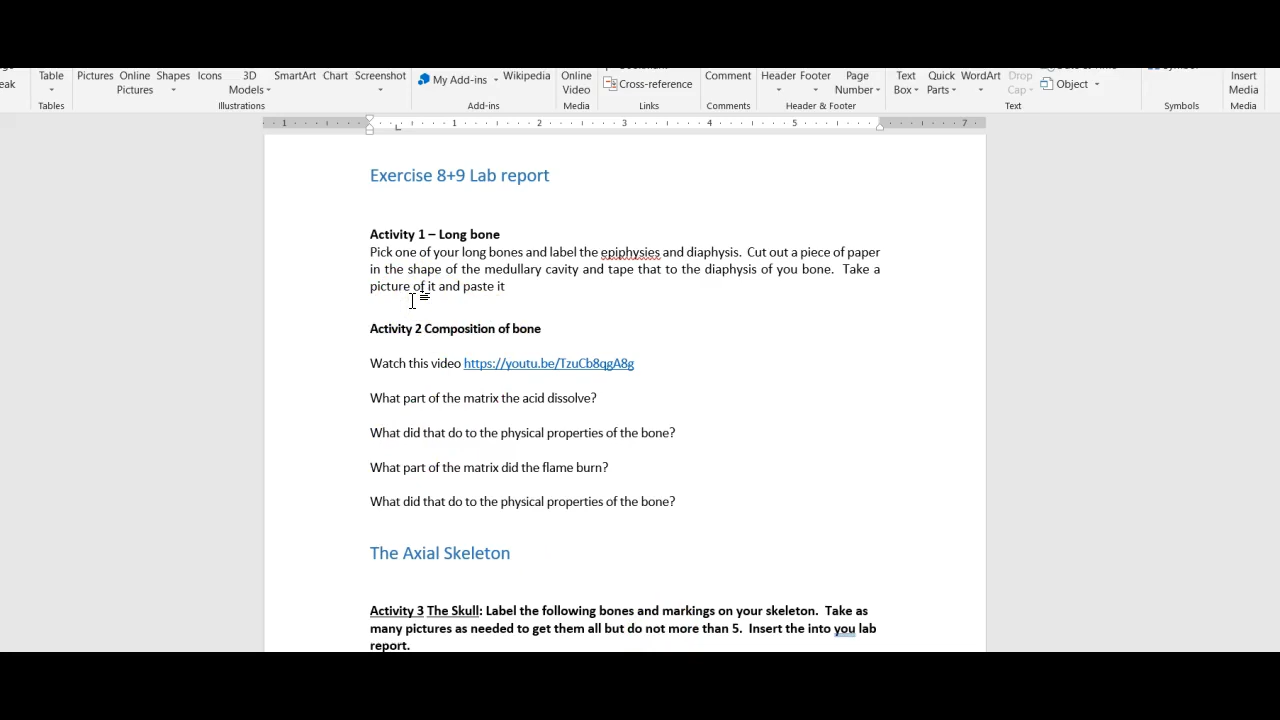 Table Pictures Online Pictures Shapes Icons 3D Models SmartArt Chart Screenshot My Add-ins Wikipedia Online Video Cross-reference Comment Header Footer Page Number Text Box Quick Parts WordArt Drop Cap Object Insert Media
Tables Illustrations Add-ins Media Links Comments Header & Footer Text Symbols Media
1 1 2 3 4 5 7
Exercise 8+9 Lab report
Activity 1 – Long bone
Pick one of your long bones and label the epiphysies and diaphysis. Cut out a piece of paper
in the shape of the medullary cavity and tape that to the diaphysis of you bone. Take a
picture of it and paste it
Activity 2 Composition of bone
Watch this video https://youtu.be/TzuCb8qgA8g
What part of the matrix the acid dissolve?
What did that do to the physical properties of the bone?
What part of the matrix did the flame burn?
What did that do to the physical properties of the bone?
The Axial Skeleton
Activity 3 The Skull: Label the following bones and markings on your skeleton. Take as
many pictures as needed to get them all but do not more than 5. Insert the into you lab
report.